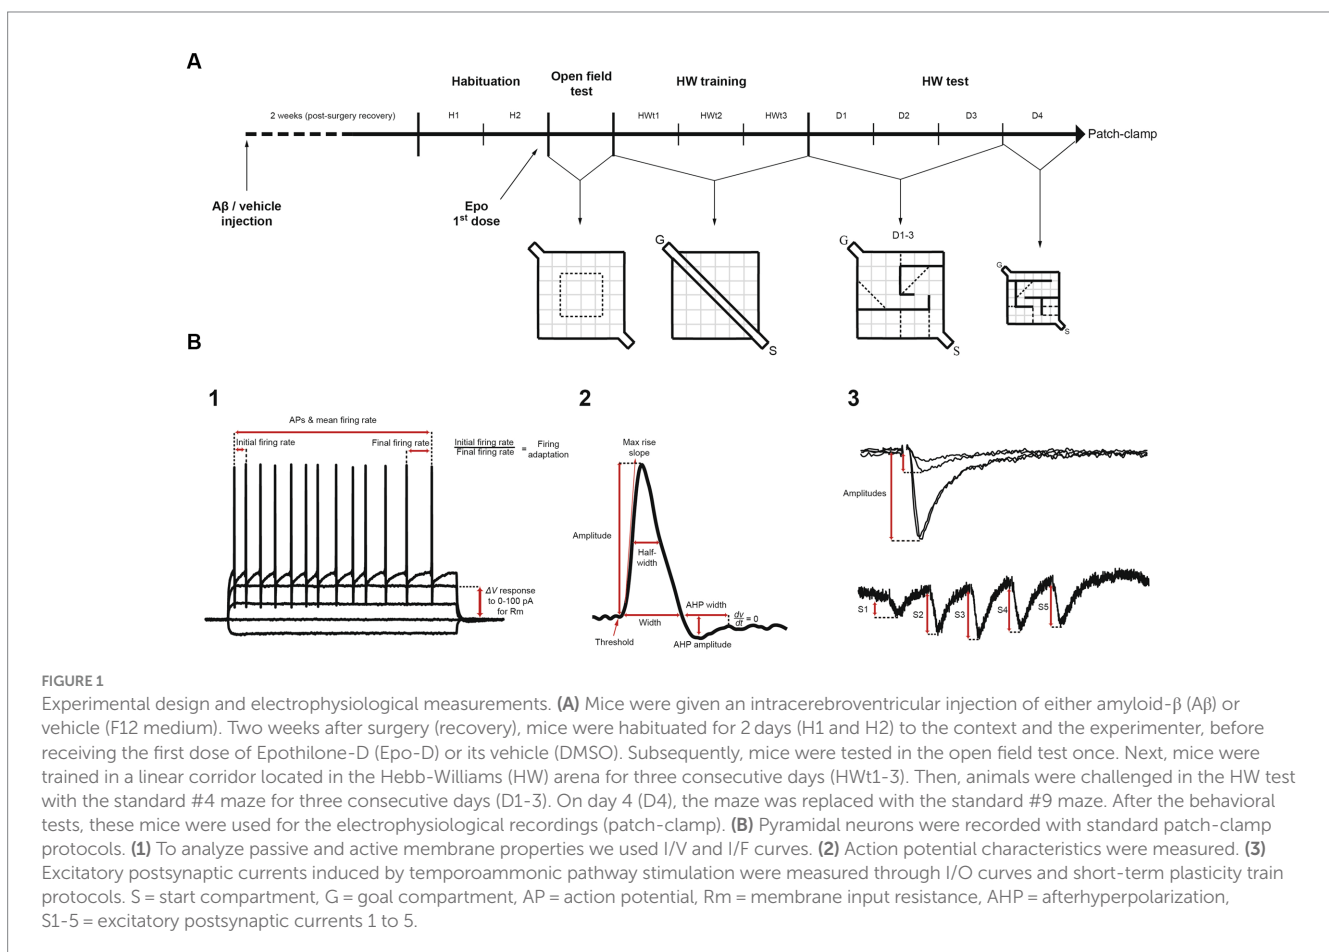 A
Habituation
Open field
test
HW training
HW test
2 weeks (post-surgery recovery)
H1
H2
HWt1
HWt2
HWt3
D1
D2
D3
D4
Patch-clamp
Aβ / vehicle
injection
Epo
1st dose
D1-3
G
S
G
S
G
S
B
1
APs & mean firing rate
Initial firing rate
Final firing rate
Initial firing rate
Final firing rate
=
Firing
adaptation
ΔV response
to 0-100 pA
for Rm
2
Max rise
slope
Amplitude
Half-
width
Width
AHP width
dv
dt
= 0
Threshold
AHP amplitude
3
Amplitudes
S1
S2
S3
S4
S5
FIGURE 1
Experimental design and electrophysiological measurements. (A) Mice were given an intracerebroventricular injection of either amyloid-β (Aβ) or
vehicle (F12 medium). Two weeks after surgery (recovery), mice were habituated for 2 days (H1 and H2) to the context and the experimenter, before
receiving the first dose of Epothilone-D (Epo-D) or its vehicle (DMSO). Subsequently, mice were tested in the open field test once. Next, mice were
trained in a linear corridor located in the Hebb-Williams (HW) arena for three consecutive days (HWt1-3). Then, animals were challenged in the HW test
with the standard #4 maze for three consecutive days (D1-3). On day 4 (D4), the maze was replaced with the standard #9 maze. After the behavioral
tests, these mice were used for the electrophysiological recordings (patch-clamp). (B) Pyramidal neurons were recorded with standard patch-clamp
protocols. (1) To analyze passive and active membrane properties we used I/V and I/F curves. (2) Action potential characteristics were measured. (3)
Excitatory postsynaptic currents induced by temporoammonic pathway stimulation were measured through I/O curves and short-term plasticity train
protocols. S = start compartment, G = goal compartment, AP = action potential, Rm = membrane input resistance, AHP = afterhyperpolarization,
S1-5 = excitatory postsynaptic currents 1 to 5.